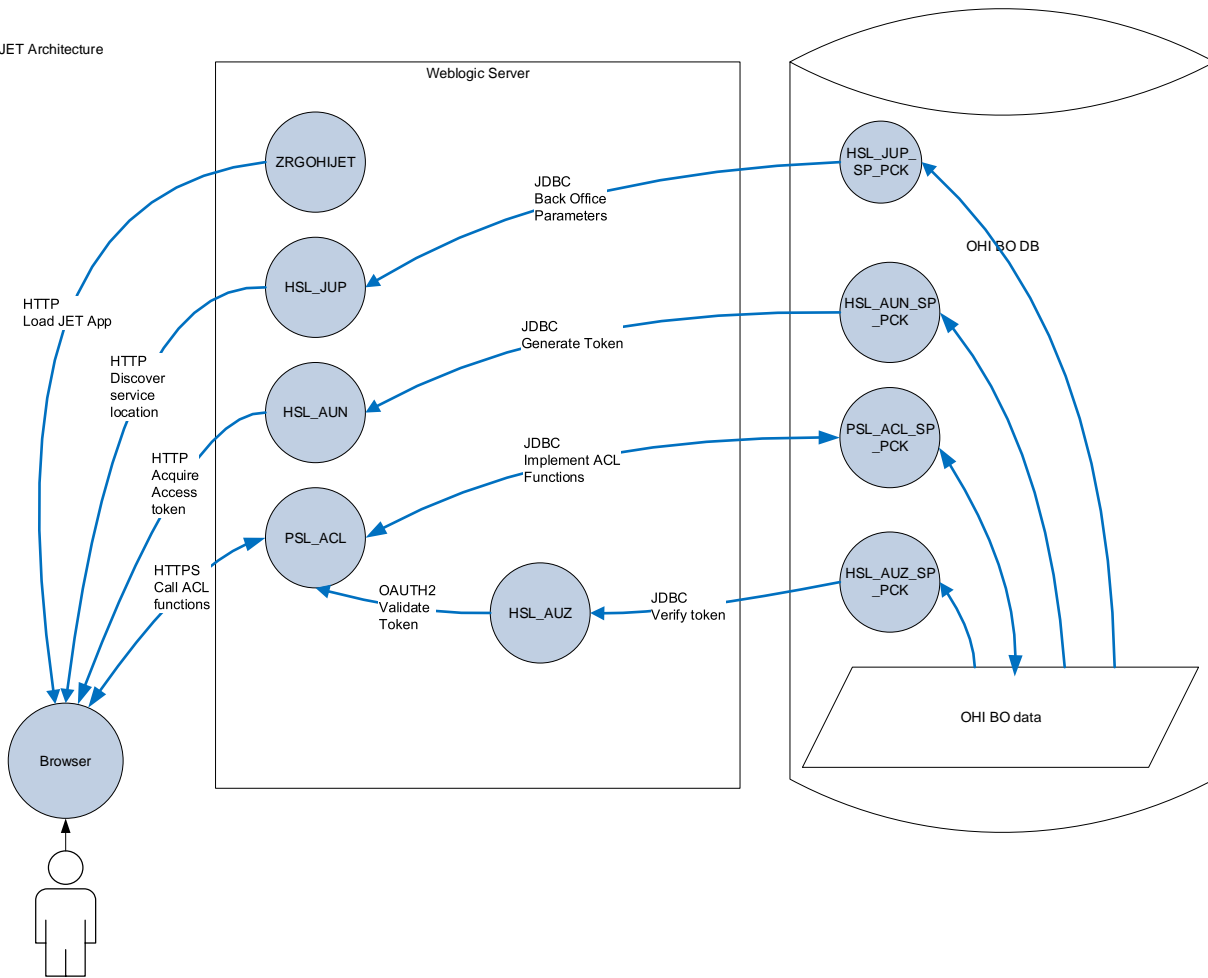 JET Architecture
Weblogic Server
ZRGOHIJET
HSL_JUP_
SP_PCK
JDBC
Back Office
Parameters
OHI BO DB
HSL_JUP
HTTP
Load JET App
HSL_AUN_SP
_PCK
JDBC
Generate Token
HTTP
Discover
service
location
HSL_AUN
PSL_ACL_SP
_PCK
JDBC
Implement ACL
Functions
HTTP
Acquire
Access
token
PSL_ACL
HTTPS
Call ACL
functions
OAUTH2
Validate
Token
HSL_AUZ
JDBC
Verify token
HSL_AUZ_SP
_PCK
OHI BO data
Browser